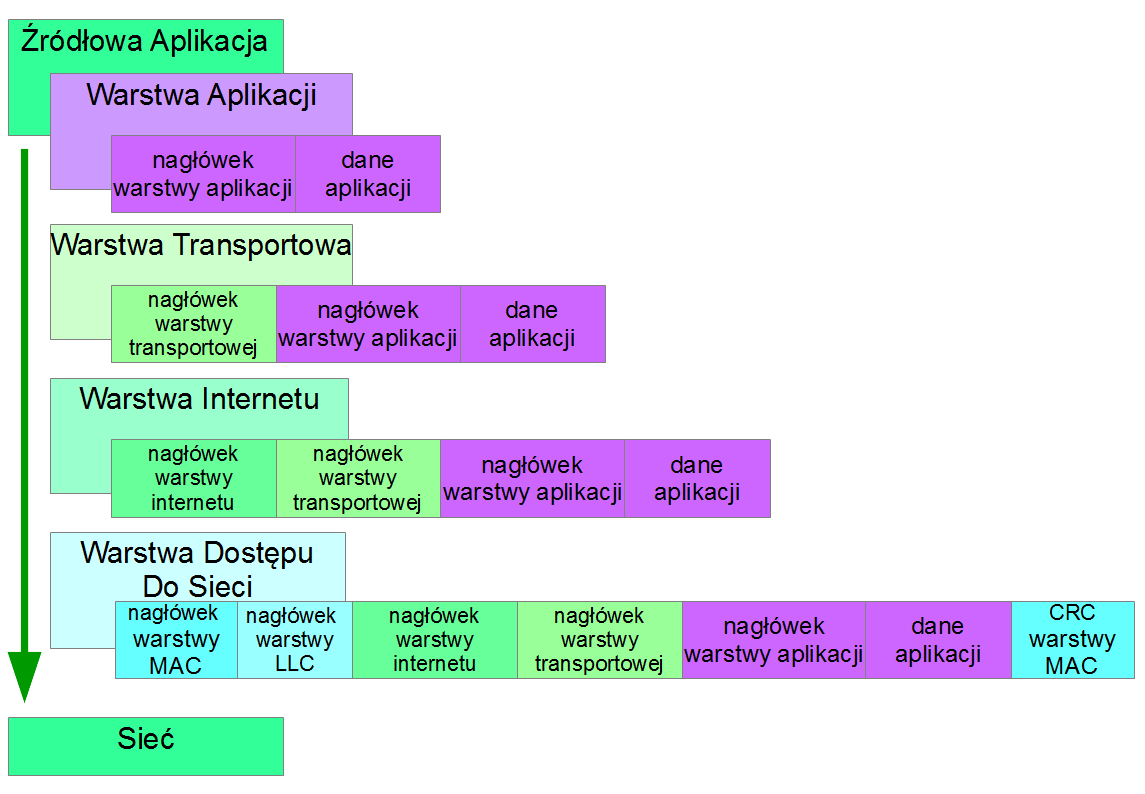 Źródłowa Aplikacja
Warstwa Aplikacji
nagłówek
warstwy aplikacji
dane
aplikacji
Warstwa Transportowa
nagłówek
warstwy
transportowej
nagłówek
warstwy aplikacji
dane
aplikacji
Warstwa Internetu
nagłówek
warstwy
internetu
nagłówek
warstwy
transportowej
nagłówek
warstwy aplikacji
dane
aplikacji
Warstwa Dostępu
Do Sieci
nagłówek
warstwy
MAC
nagłówek
warstwy
LLC
nagłówek
warstwy
internetu
nagłówek
warstwy
transportowej
nagłówek
warstwy aplikacji
dane
aplikacji
CRC
warstwy
MAC
Sieć